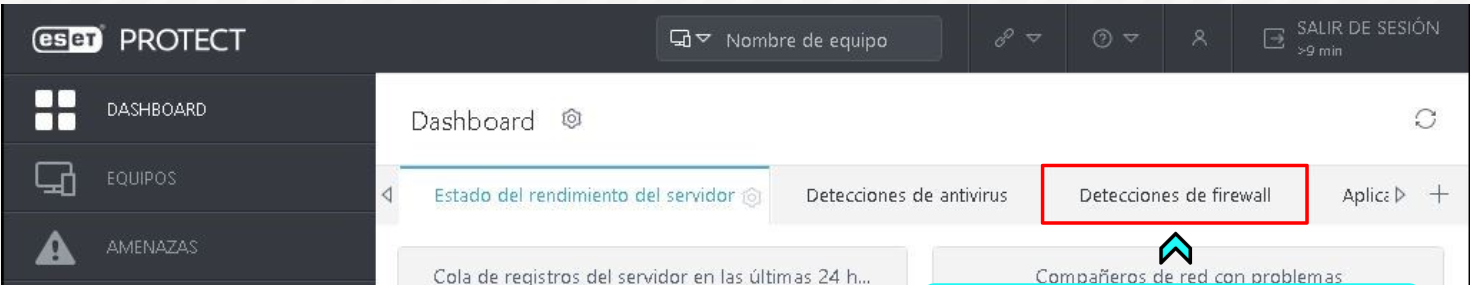 eset PROTECT
Nombre de equipo
SALIR DE SESIÓN
>9 min
DASHBOARD
EQUIPOS
AMENAZAS
Dashboard
Estado del rendimiento del servidor
Detecciones de antivirus
Detecciones de firewall
Aplica
Cola de registros del servidor en las últimas 24 h...
Compañeros de red con problemas